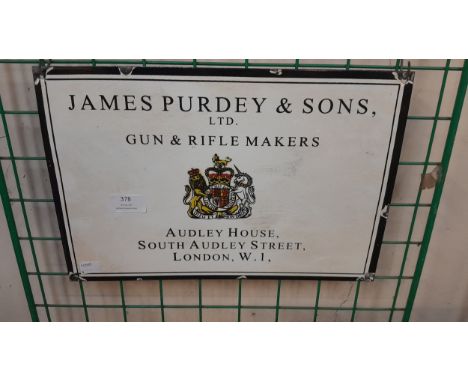 JAMES PURDEY & SONS,
LTD.
GUN & RIFLE MAKERS
378
AUDLEY HOUSE,
SOUTH AUDLEY STREET,
LONDON, W.1,